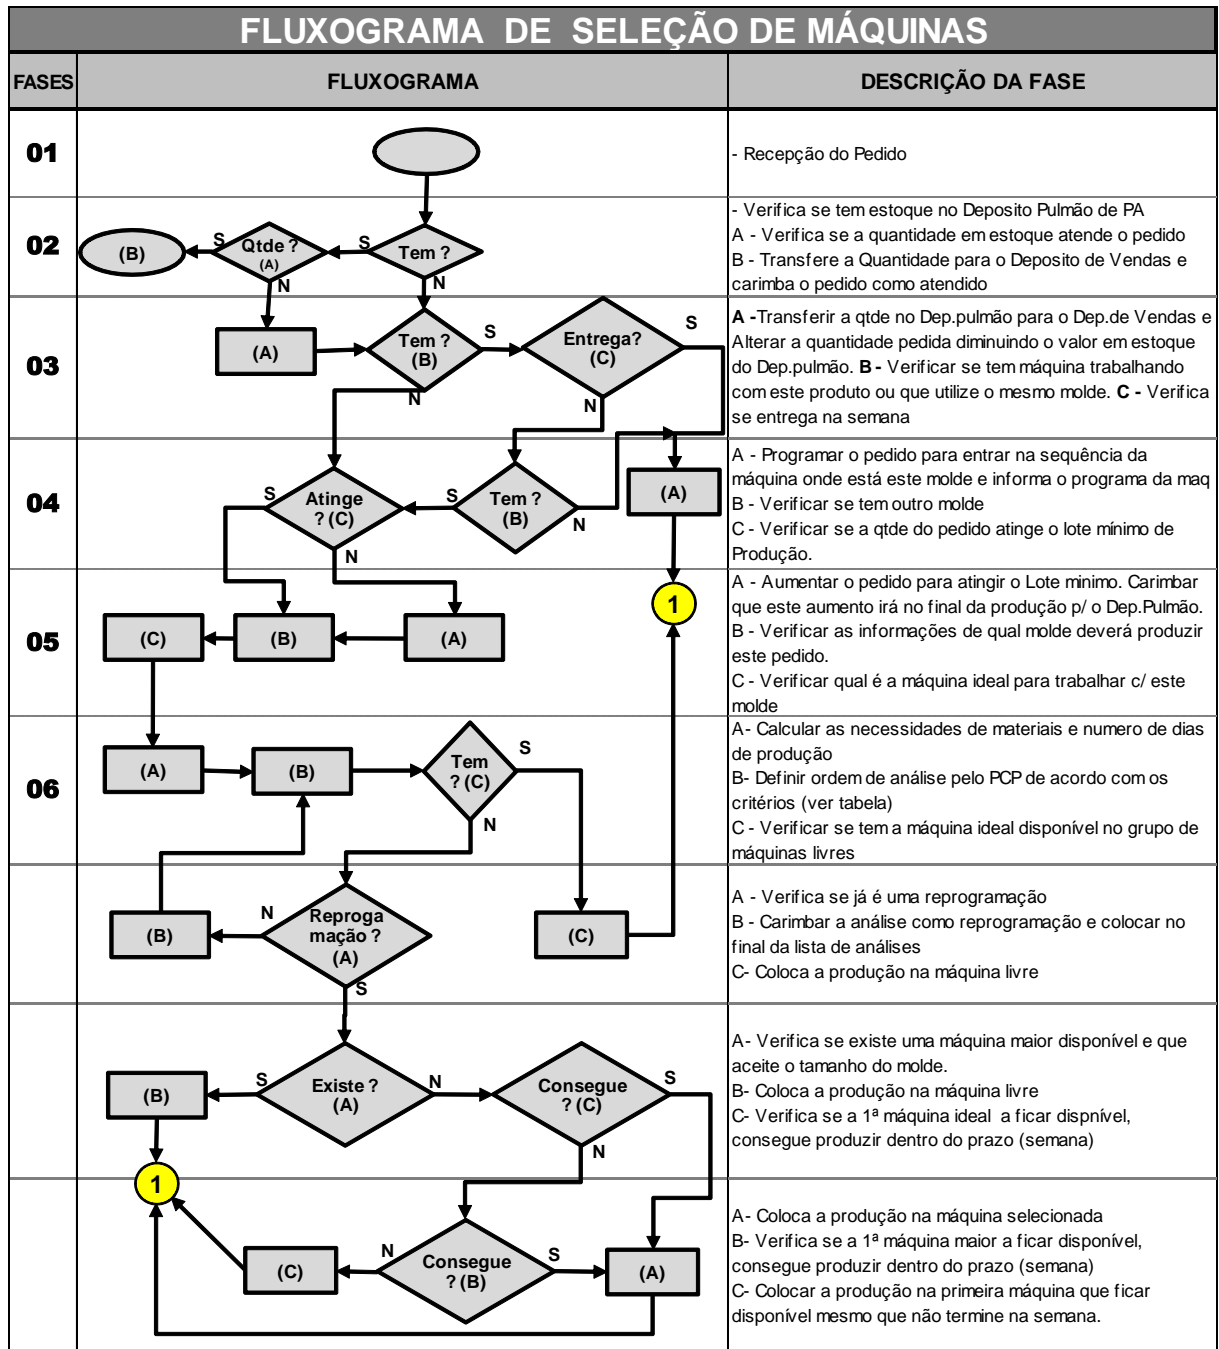 FLUXOGRAMA DE SELEÇÃO DE MÁQUINAS
FASES
FLUXOGRAMA
DESCRIÇÃO DA FASE
01
- Recepção do Pedido
02
(B)
S
Qtde ?
(A)
S
Tem ?
N
N
- Verifica se tem estoque no Deposito Pulmão de PA
A - Verifica se a quantidade em estoque atende o pedido
B - Transfere a Quantidade para o Deposito de Vendas e
carimba o pedido como atendido
03
(A)
Tem ?
(B)
S
Entrega?
(C)
S
N
N
A -Transferir a qtde no Dep.pulmão para o Dep.de Vendas e
Alterar a quantidade pedida diminuindo o valor em estoque
do Dep.pulmão. B - Verificar se tem máquina trabalhando
com este produto ou que utilize o mesmo molde. C - Verifica
se entrega na semana
04
S
Atinge
? (C)
N
S
Tem ?
(B)
N
(A)
A - Programar o pedido para entrar na sequência da
máquina onde está este molde e informa o programa da maq
B - Verificar se tem outro molde
C - Verificar se a qtde do pedido atinge o lote mínimo de
Produção.
1
05
(C)
(B)
(A)
A - Aumentar o pedido para atingir o Lote minimo. Carimbar
que este aumento irá no final da produção p/ o Dep.Pulmão.
B - Verificar as informações de qual molde deverá produzir
este pedido.
C - Verificar qual é a máquina ideal para trabalhar c/ este
molde
06
(A)
(B)
Tem
? (C)
S
N
A- Calcular as necessidades de materiais e numero de dias
de produção
B- Definir ordem de análise pelo PCP de acordo com os
critérios (ver tabela)
C - Verificar se tem a máquina ideal disponível no grupo de
máquinas livres
(B)
N
Reproga
mação ?
(A)
S
(C)
A - Verifica se já é uma reprogramação
B - Carimbar a análise como reprogramação e colocar no
final da lista de análises
C- Coloca a produção na máquina livre
(B)
S
Existe ?
(A)
N
Consegue
? (C)
S
N
A- Verifica se existe uma máquina maior disponível e que
aceite o tamanho do molde.
B- Coloca a produção na máquina livre
C- Verifica se a 1ª máquina ideal a ficar dispnível,
consegue produzir dentro do prazo (semana)
1
(C)
N
Consegue
? (B)
S
(A)
A- Coloca a produção na máquina selecionada
B- Verifica se a 1ª máquina maior a ficar disponível,
consegue produzir dentro do prazo (semana)
C- Colocar a produção na primeira máquina que ficar
disponível mesmo que não termine na semana.